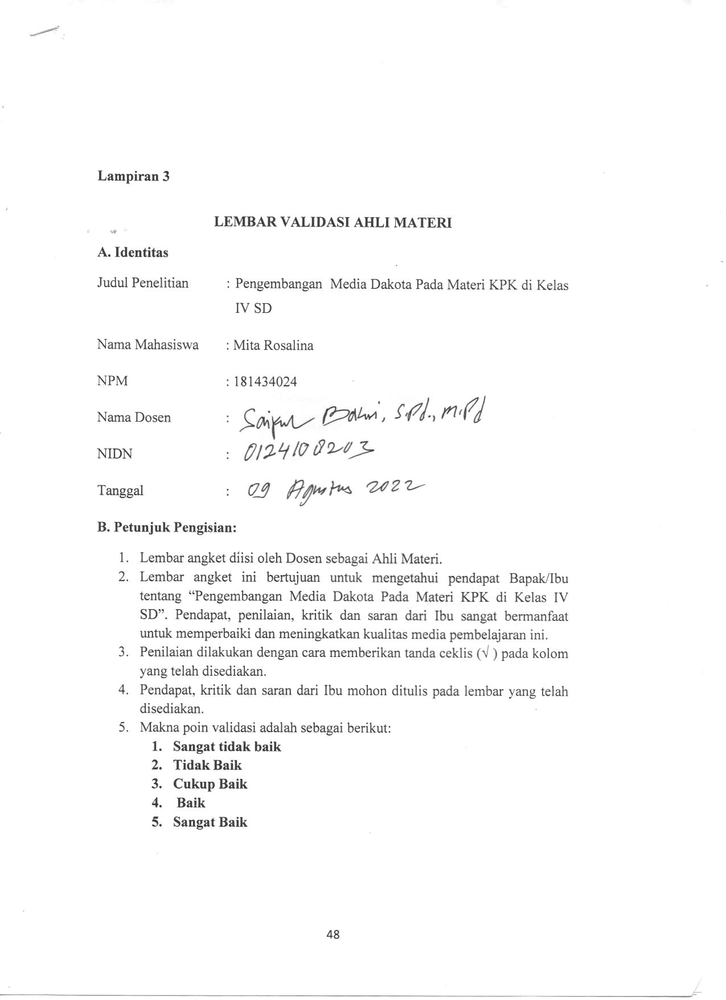 Lampiran 3
LEMBAR VALIDASI AHLI MATERI
A. Identitas
Judul Penelitian : Pengembangan Media Dakota Pada Materi KPK di Kelas
IV SD
Nama Mahasiswa : Mita Rosalina
NPM : 181434024
Nama Dosen : Saiful Bakri, S.Pd., M.Pd
NIDN : 0124108203
Tanggal : 09 Agustus 2022
B. Petunjuk Pengisian:
1. Lembar angket diisi oleh Dosen sebagai Ahli Materi.
2. Lembar angket ini bertujuan untuk mengetahui pendapat Bapak/Ibu
tentang “Pengembangan Media Dakota Pada Materi KPK di Kelas IV
SD”. Pendapat, penilaian, kritik dan saran dari Ibu sangat bermanfaat
untuk memperbaiki dan meningkatkan kualitas media pembelajaran ini.
3. Penilaian dilakukan dengan cara memberikan tanda ceklis (√ ) pada kolom
yang telah disediakan.
4. Pendapat, kritik dan saran dari Ibu mohon ditulis pada lembar yang telah
disediakan.
5. Makna poin validasi adalah sebagai berikut:
1. Sangat tidak baik
2. Tidak Baik
3. Cukup Baik
4. Baik
5. Sangat Baik
48